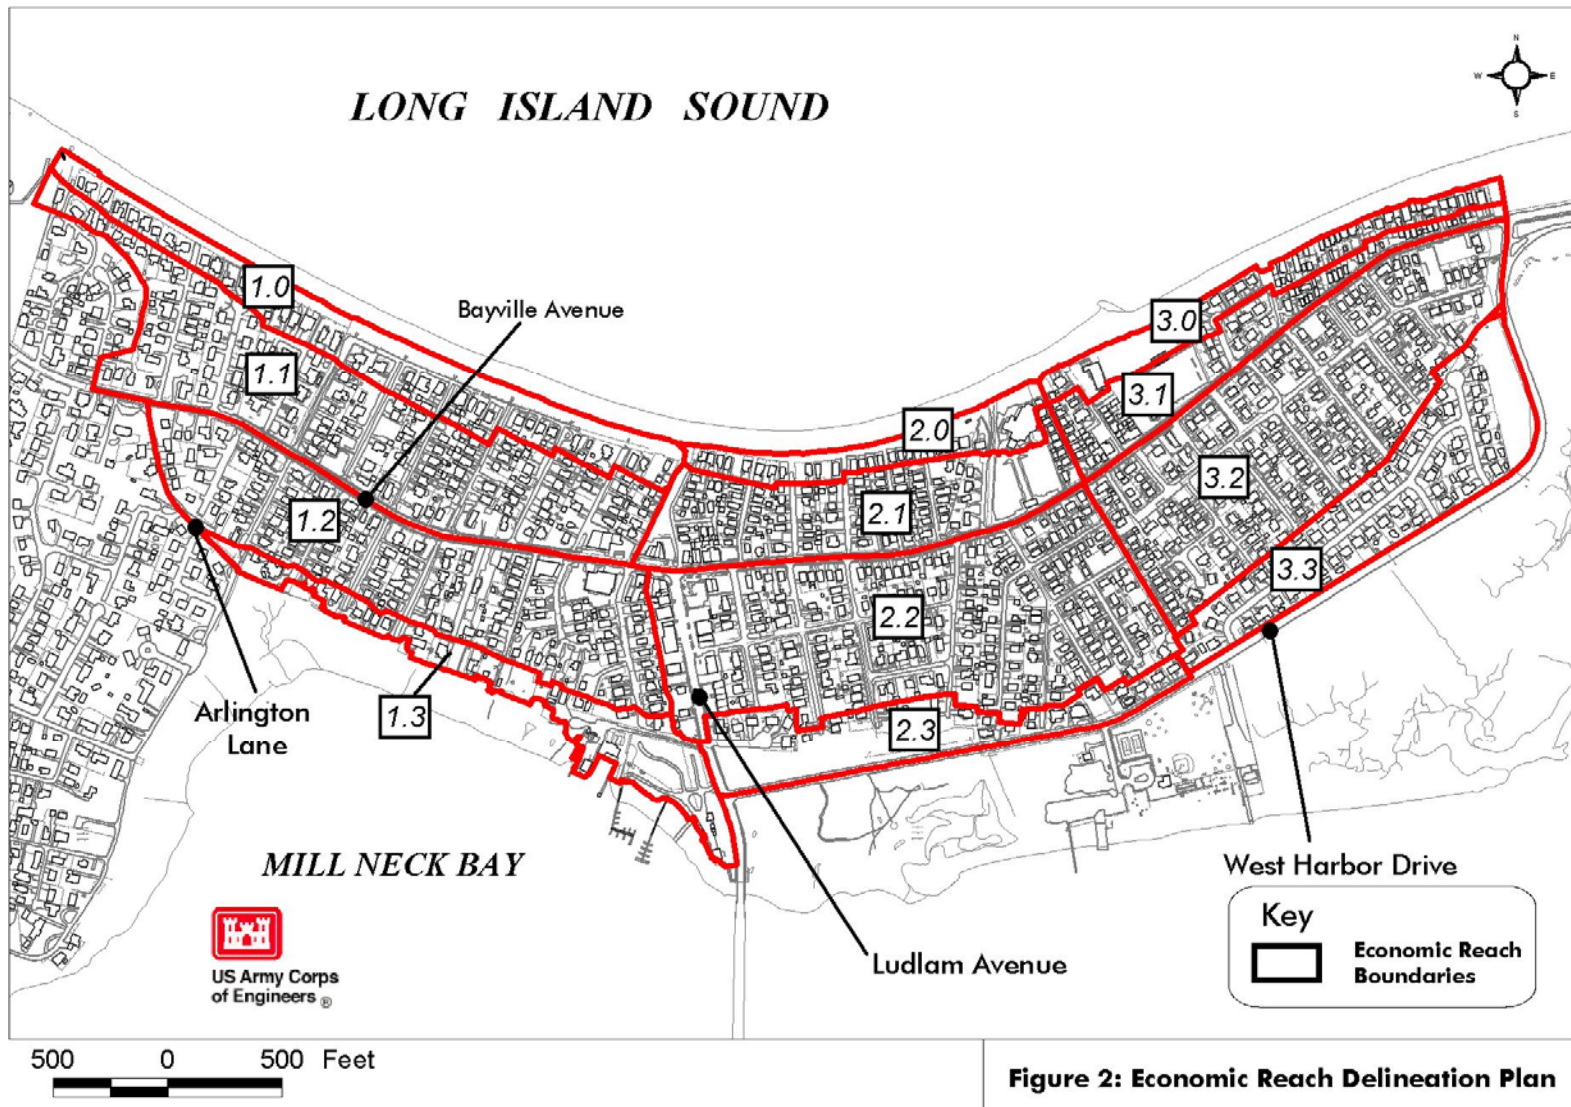 N
W E
S
LONG ISLAND SOUND
1.0
Bayville Avenue
3.0
1.1
3.1
2.0
3.2
1.2
2.1
3.3
2.2
1.3
Arlington
Lane
2.3
MILL NECK BAY
West Harbor Drive
Key
Economic Reach
Boundaries
Ludlam Avenue
US Army Corps
of Engineers ®
500 0 500 Feet
Figure 2: Economic Reach Delineation Plan